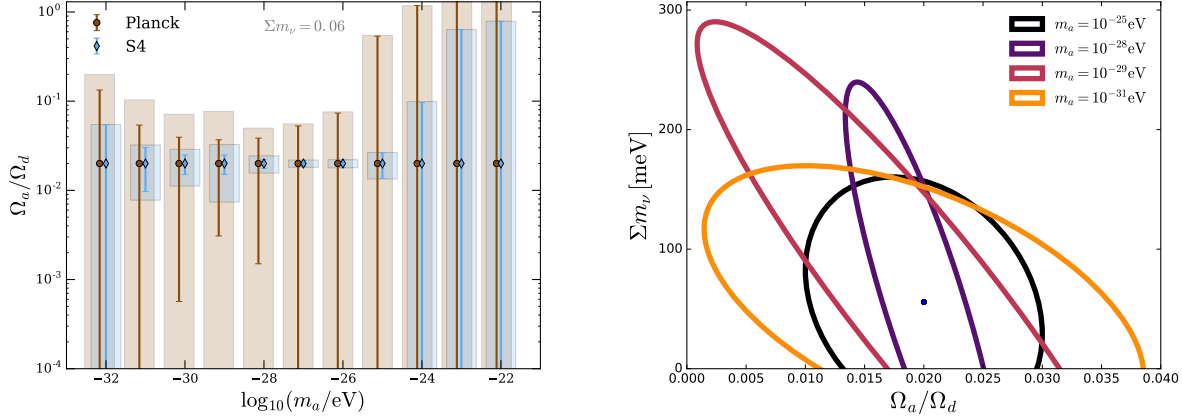 Planck
S4
Σm_ν = 0.06
10^0
10^{-1}
10^{-2}
10^{-3}
10^{-4}
Ω_a/Ω_d
−32
−30
−28
−26
−24
−22
log_{10}(m_a/eV)
m_a = 10^{-25}eV
m_a = 10^{-28}eV
m_a = 10^{-29}eV
m_a = 10^{-31}eV
300
200
100
0
Σm_ν [meV]
0.000
0.005
0.010
0.015
0.020
0.025
0.030
0.035
0.040
Ω_a/Ω_d